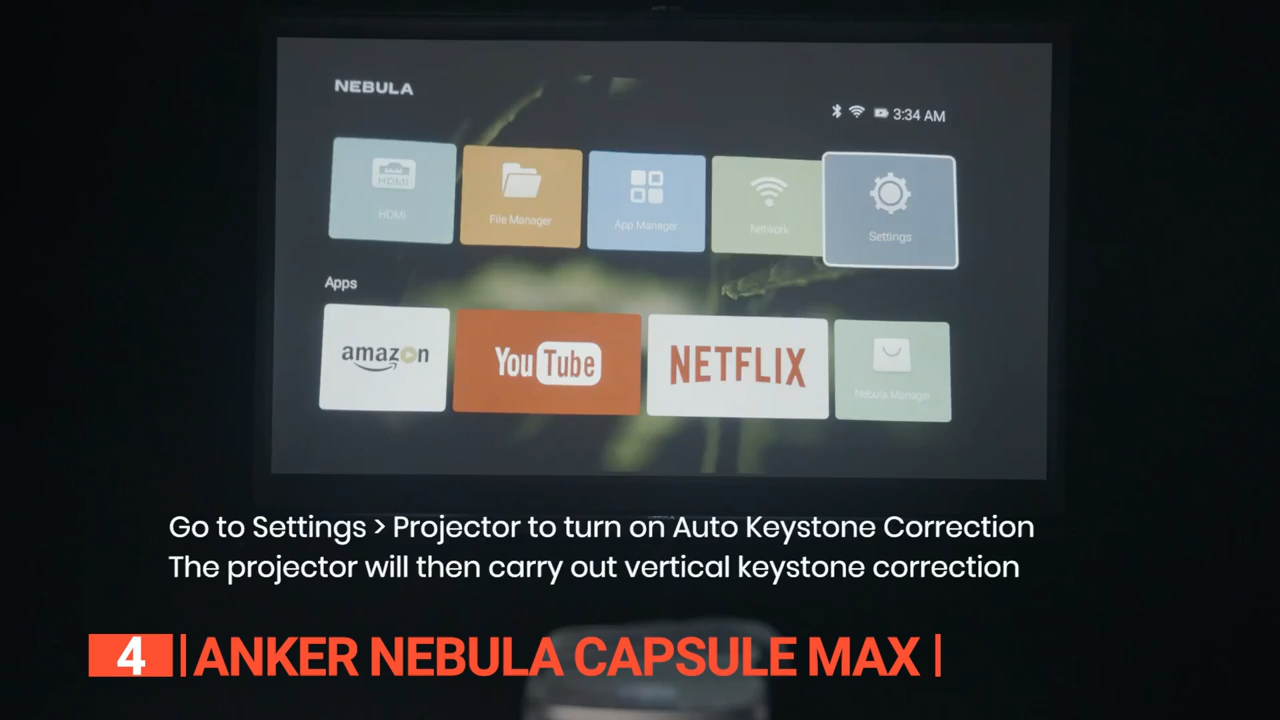 NEBULA
3:34 AM
HDMI
HDMI
File Manager
App Manager
Network
Settings
Apps
amazon
YouTube
NETFLIX
Nebula Manager
Go to Settings > Projector to turn on Auto Keystone Correction
The projector will then carry out vertical keystone correction
4 | ANKER NEBULA CAPSULE MAX |